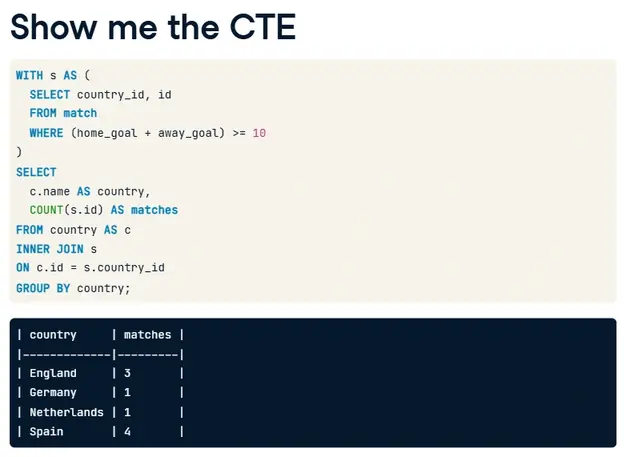 Show me the CTE
WITH s AS (
  SELECT country_id, id
  FROM match
  WHERE (home_goal + away_goal) >= 10
)
SELECT
  c.name AS country,
  COUNT(s.id) AS matches
FROM country AS c
INNER JOIN s
ON c.id = s.country_id
GROUP BY country;
| country     | matches |
|-------------|---------|
| England     | 3       |
| Germany     | 1       |
| Netherlands | 1       |
| Spain       | 4       |